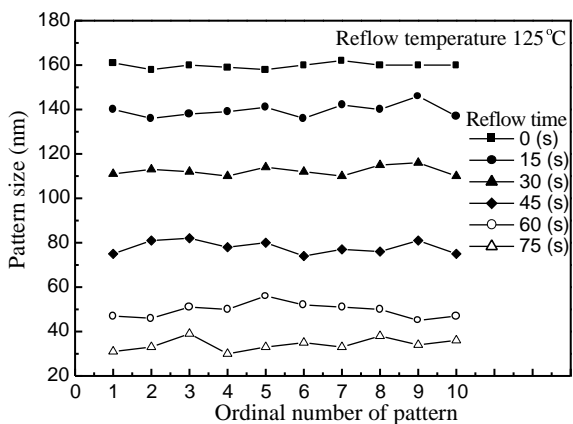 Reflow temperature 125°C
180
160
140
120
100
80
60
40
20
Pattern size (nm)
Reflow time
0 (s)
15 (s)
30 (s)
45 (s)
60 (s)
75 (s)
0 1 2 3 4 5 6 7 8 9 10
Ordinal number of pattern